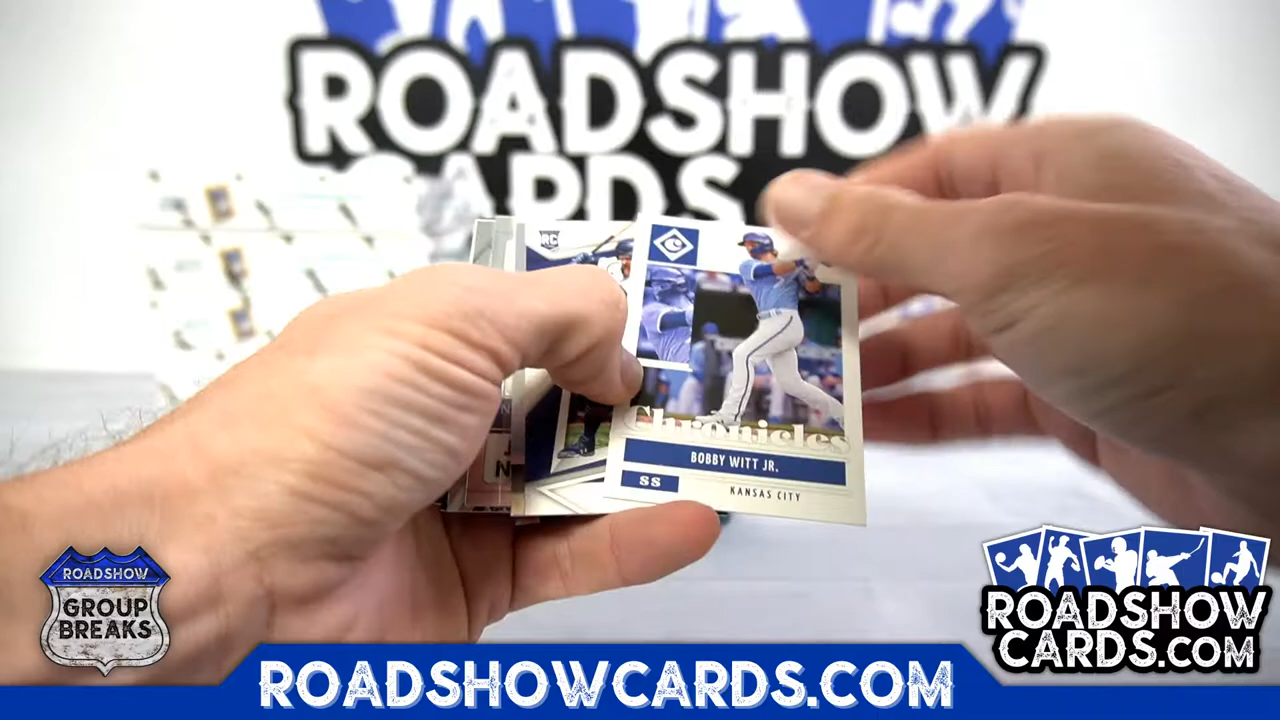 ROADSHOW
CARDS.
RC
C
Chronicles
BOBBY WITT JR.
SS
KANSAS CITY
N
ROADSHOW
GROUP
BREAKS
ROADSHOW
CARDS.COM
ROADSHOWCARDS.COM